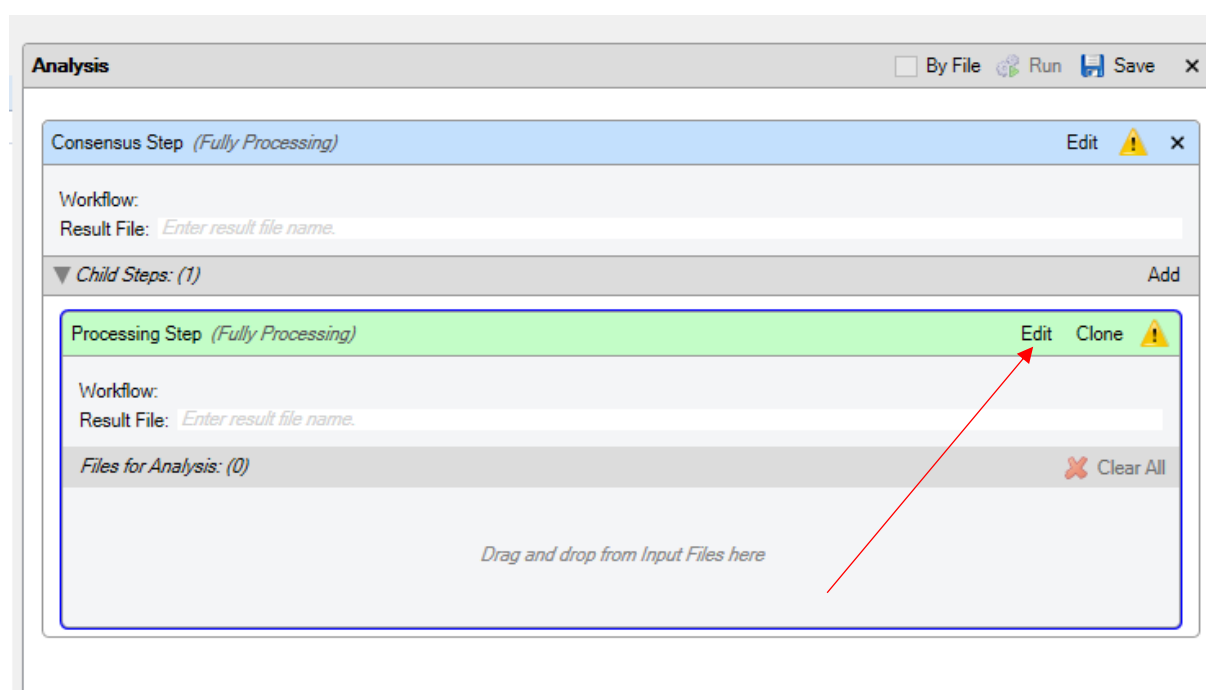 Analysis By File Run Save
Consensus Step (Fully Processing) Edit
Workflow:
Result File: Enter result file name.
Child Steps: (1) Add
Processing Step (Fully Processing) Edit Clone
Workflow:
Result File: Enter result file name.
Files for Analysis: (0) Clear All
Drag and drop from Input Files here